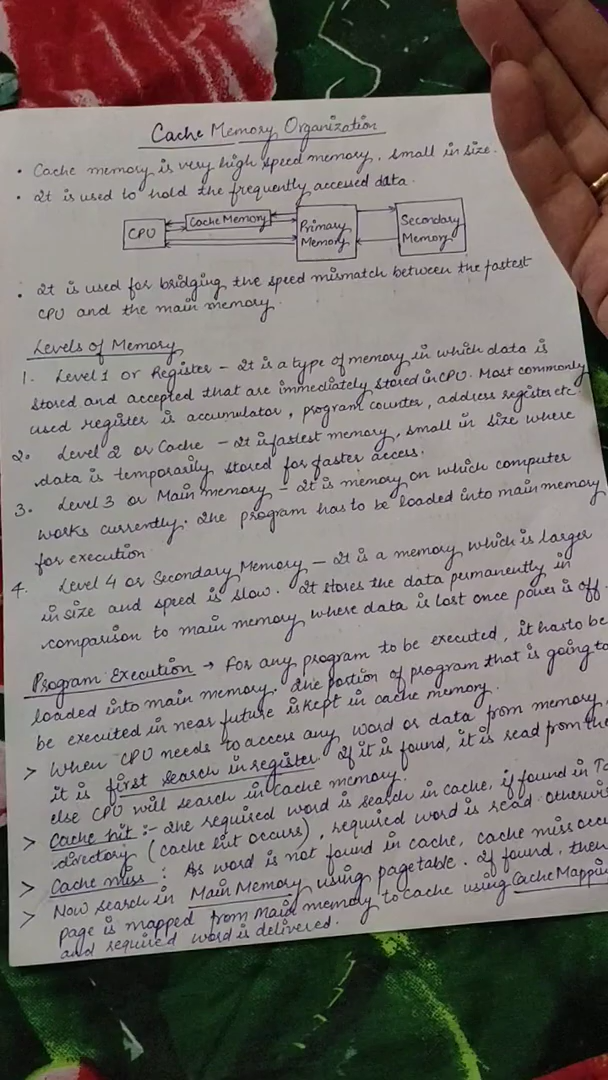 Cache Memory Organization
• Cache memory is very high speed memory, small in size.
• It is used to hold the frequently accessed data.
CPU
Cache Memory
Primary Memory
Secondary Memory
• It is used for bridging the speed mismatch between the fastest
CPU and the main memory.
Levels of Memory
1. Level 1 or Register - It is a type of memory in which data is
stored and accepted that are immediately stored in CPU. Most commonly
used register is accumulator, program counter, address register etc.
2. Level 2 or Cache - It is fastest memory, small in size where
data is temporarily stored for faster access.
3. Level 3 or Main memory - It is memory on which computer
works currently. The program has to be loaded into main memory
for execution
4. Level 4 or Secondary Memory - It is a memory which is larger
in size and speed is slow. It stores the data permanently in
comparison to main memory where data is lost once power is off.
Program Execution → For any program to be executed, it has to be
loaded into main memory. The portion of program that is going to
be executed in near future is kept in cache memory.
> When CPU needs to access any word or data from memory,
it is first search in register. If it is found, it is read from the
else CPU will search in cache memory.
> Cache hit :- The required word is search in cache, if found in
directory (cache hit occurs), required word is read
> Cache miss : As word is not found in cache, cache miss
> Now search in Main Memory using page table. If found, then
page is mapped from main memory to cache using Cache
and required word is delivered.